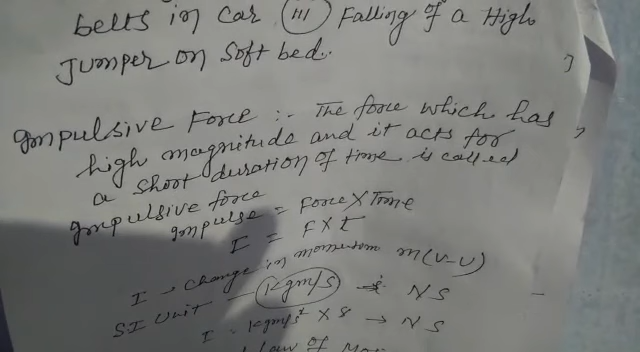 belts in car (III) Falling of a High
Jumper on soft bed.
Impulsive Force :- The force which has
high magnitude and it acts for
a short duration of time is called
Impulsive force
Impulse = Force X Time
I = F X t
I → change in momentum m(v-u)
SI Unit - kgm/s → NS
I = kgm/s² X s → NS
law of